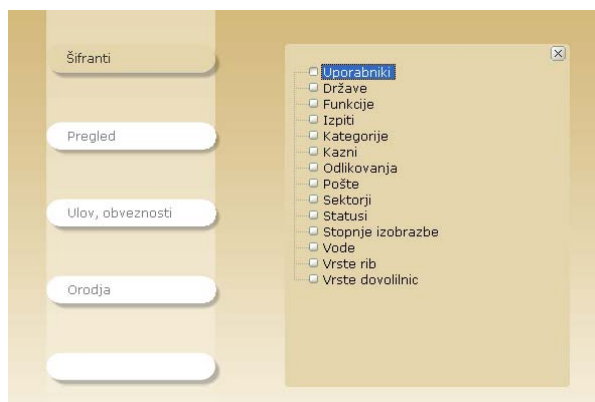 Šifranti
Pregled
Ulov, obveznosti
Orodja
Uporabniki
Države
Funkcije
Izpiti
Kategorije
Kazni
Odlikovanja
Pošte
Sektorji
Statusi
Stopnje izobrazbe
Vode
Vrste rib
Vrste dovolilnic